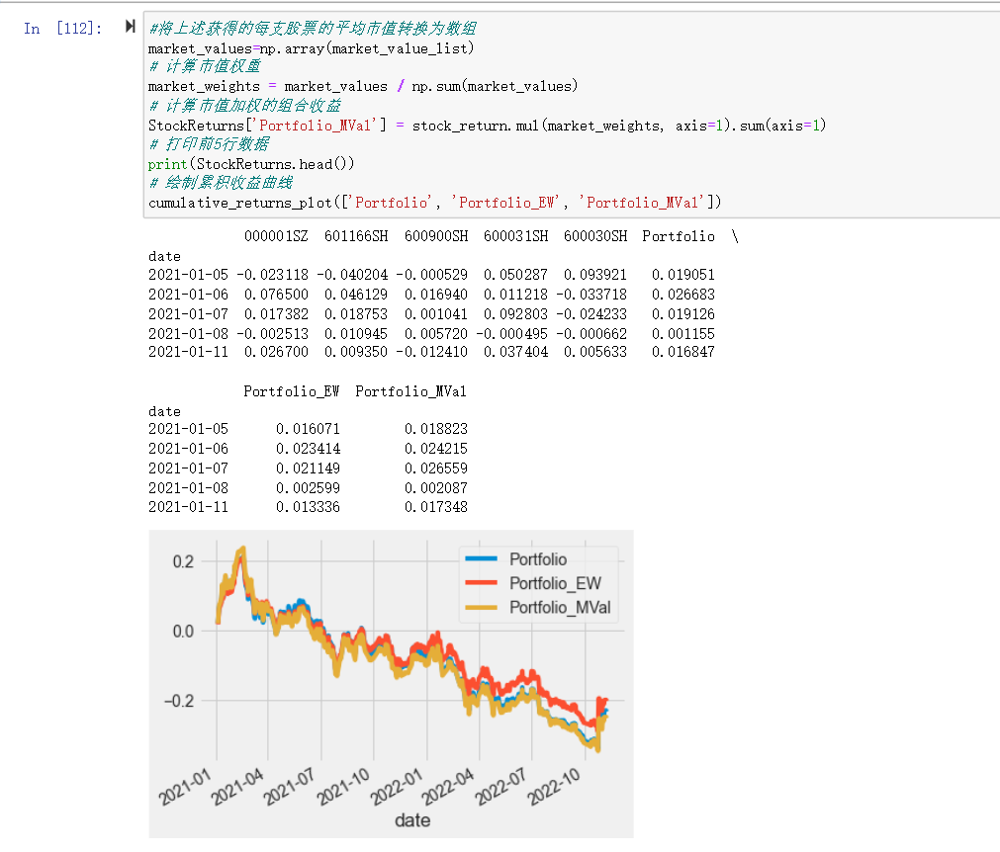 In [112]:
#将上述获得的每支股票的平均市值转换为数组
market_values=np.array(market_value_list)
# 计算市值权重
market_weights = market_values / np.sum(market_values)
# 计算市值加权的组合收益
StockReturns['Portfolio_MVal'] = stock_return.mul(market_weights, axis=1).sum(axis=1)
# 打印前5行数据
print(StockReturns.head())
# 绘制累积收益曲线
cumulative_returns_plot(['Portfolio', 'Portfolio_EW', 'Portfolio_MVal'])
000001SZ 601166SH 600900SH 600031SH 600030SH Portfolio \
date
2021-01-05 -0.023118 -0.040204 -0.000529 0.050287 0.093921 0.019051
2021-01-06 0.076500 0.046129 0.016940 0.011218 -0.033718 0.026683
2021-01-07 0.017382 0.018753 0.001041 0.092803 -0.024233 0.019126
2021-01-08 -0.002513 0.010945 0.005720 -0.000495 -0.000662 0.001155
2021-01-11 0.026700 0.009350 -0.012410 0.037404 0.005633 0.016847
Portfolio_EW Portfolio_MVal
date
2021-01-05 0.016071 0.018823
2021-01-06 0.023414 0.024215
2021-01-07 0.021149 0.026559
2021-01-08 0.002599 0.002087
2021-01-11 0.013336 0.017348
Portfolio
Portfolio_EW
Portfolio_MVal
0.2
0.0
−0.2
2021-01
2021-04
2021-07
2021-10
2022-01
2022-04
2022-07
2022-10
date